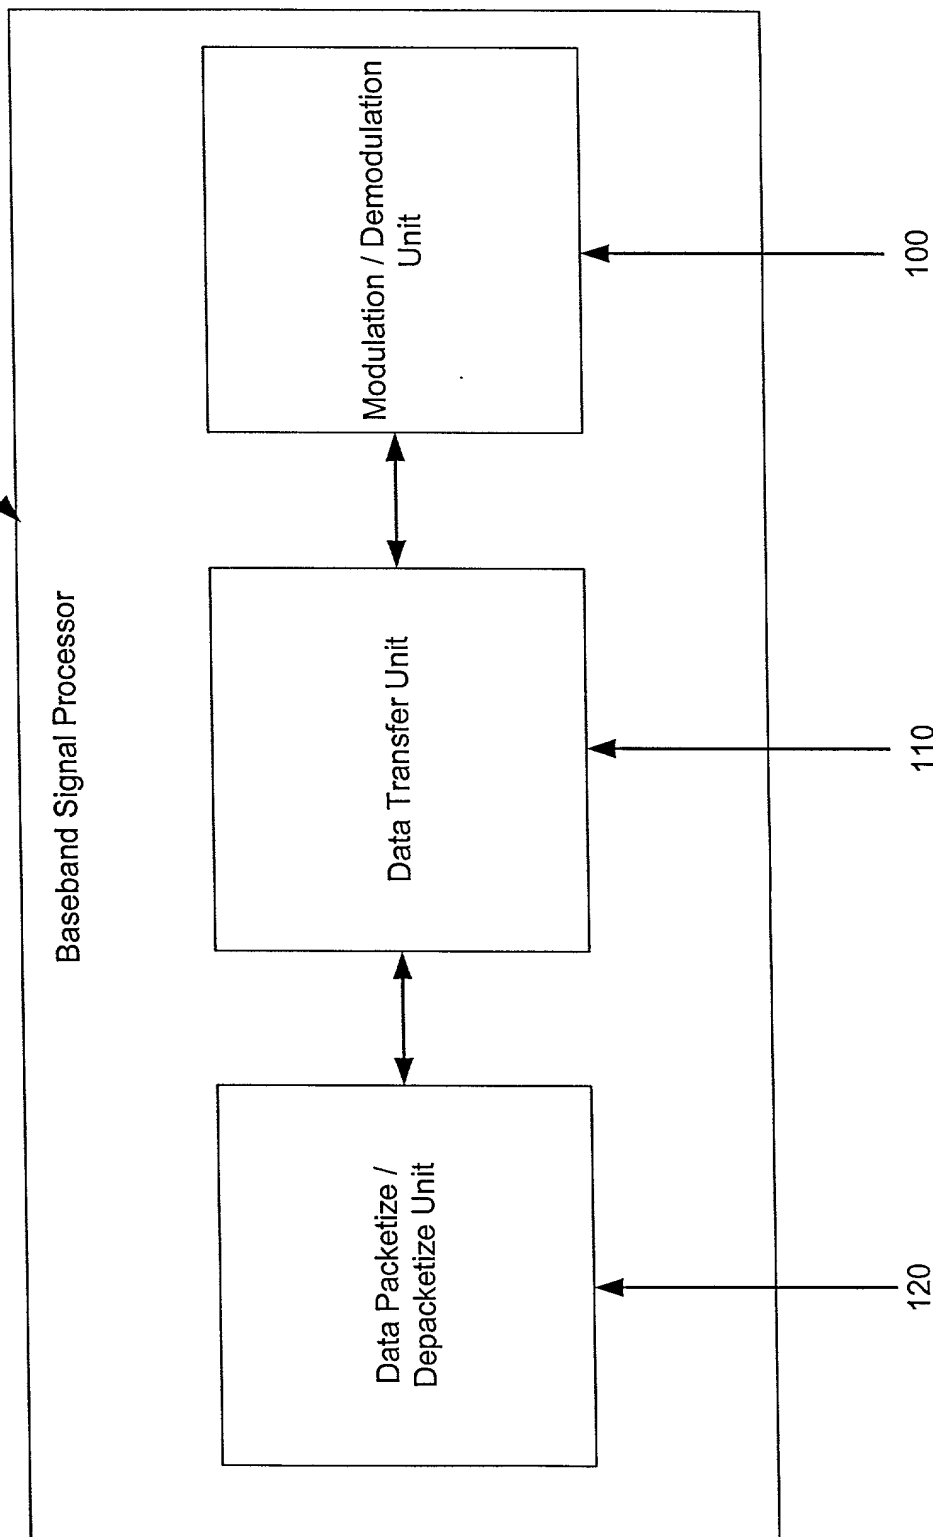 Baseband Signal Processor
Data Packetize /
Depacketize Unit
Data Transfer Unit
Modulation / Demodulation
Unit
120
110
100